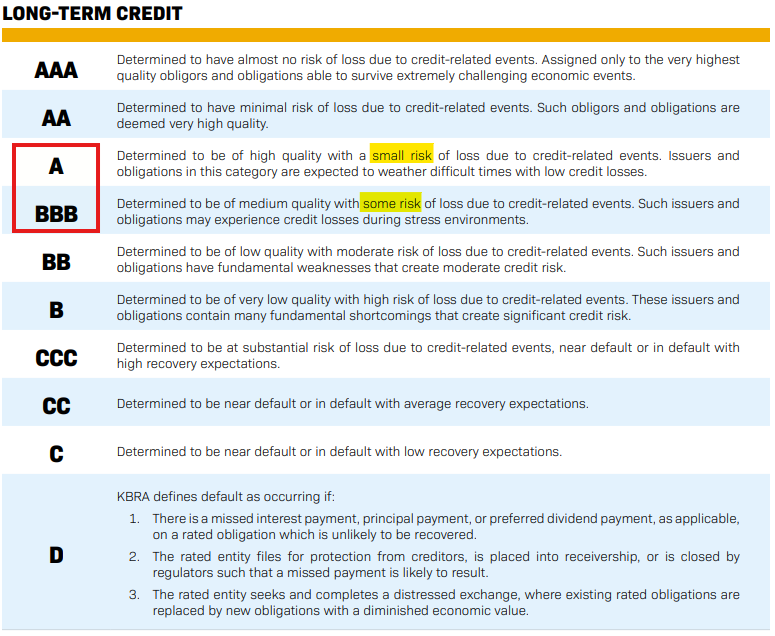 LONG-TERM CREDIT
AAA
Determined to have almost no risk of loss due to credit-related events. Assigned only to the very highest
quality obligors and obligations able to survive extremely challenging economic events.
AA
Determined to have minimal risk of loss due to credit-related events. Such obligors and obligations are
deemed very high quality.
A
Determined to be of high quality with a small risk of loss due to credit-related events. Issuers and
obligations in this category are expected to weather difficult times with low credit losses.
BBB
Determined to be of medium quality with some risk of loss due to credit-related events. Such issuers and
obligations may experience credit losses during stress environments.
BB
Determined to be of low quality with moderate risk of loss due to credit-related events. Such issuers and
obligations have fundamental weaknesses that create moderate credit risk.
B
Determined to be of very low quality with high risk of loss due to credit-related events. These issuers and
obligations contain many fundamental shortcomings that create significant credit risk.
CCC
Determined to be at substantial risk of loss due to credit-related events, near default or in default with
high recovery expectations.
CC
Determined to be near default or in default with average recovery expectations.
C
Determined to be near default or in default with low recovery expectations.
D
KBRA defines default as occurring if:
1. There is a missed interest payment, principal payment, or preferred dividend payment, as applicable,
on a rated obligation which is unlikely to be recovered.
2. The rated entity files for protection from creditors, is placed into receivership, or is closed by
regulators such that a missed payment is likely to result.
3. The rated entity seeks and completes a distressed exchange, where existing rated obligations are
replaced by new obligations with a diminished economic value.